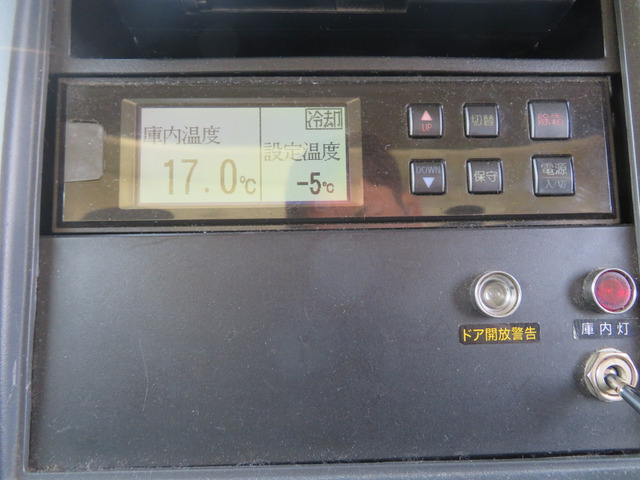 庫内温度
17.0℃
冷却
設定温度
-5℃
▲
UP
切替
除霜
DOWN
▼
保守
電源
入/切
ドア開放警告
庫内灯